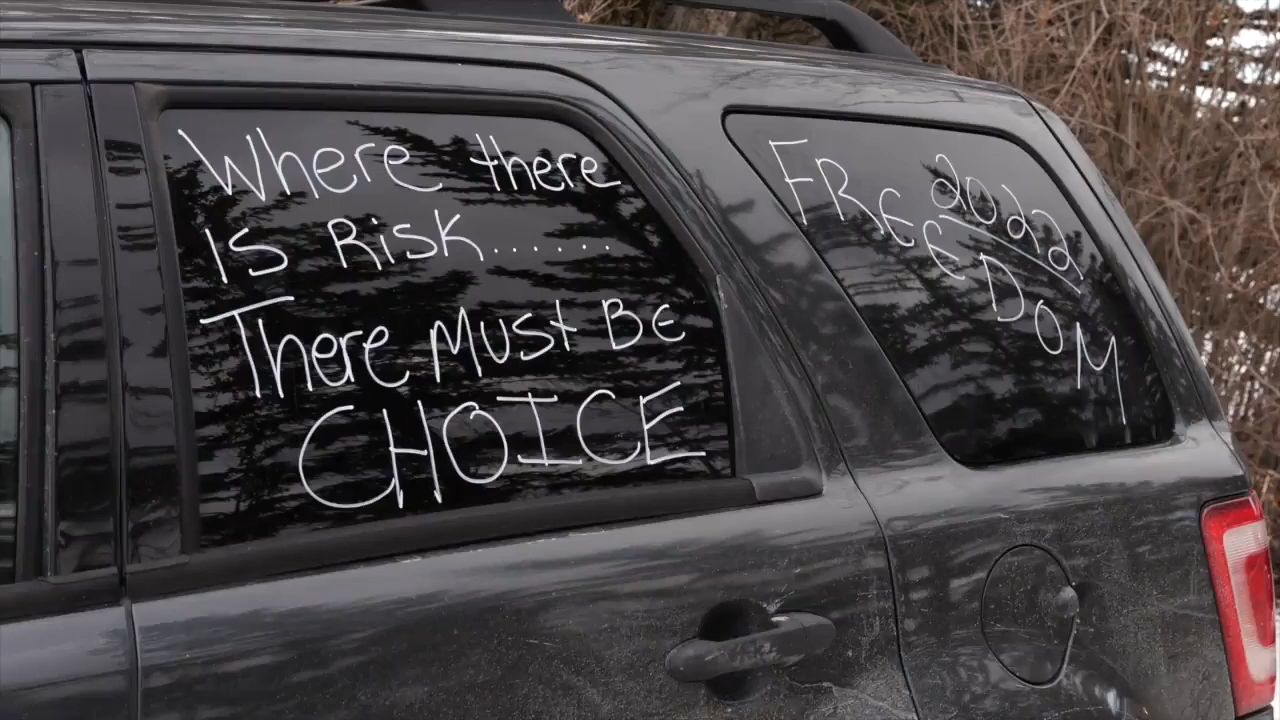 Where there
Is Risk.......
There Must Be
CHOICE
2022
FREEDOM